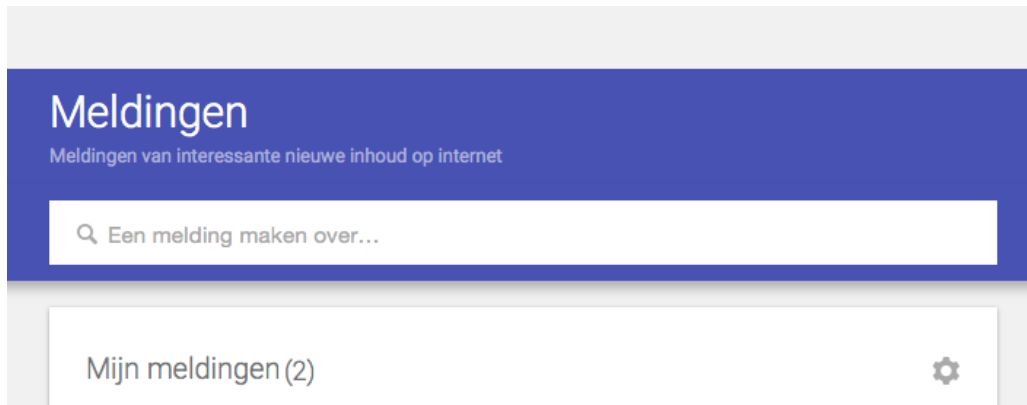 Meldingen
Meldingen van interessante nieuwe inhoud op internet
Een melding maken over...
Mijn meldingen (2)